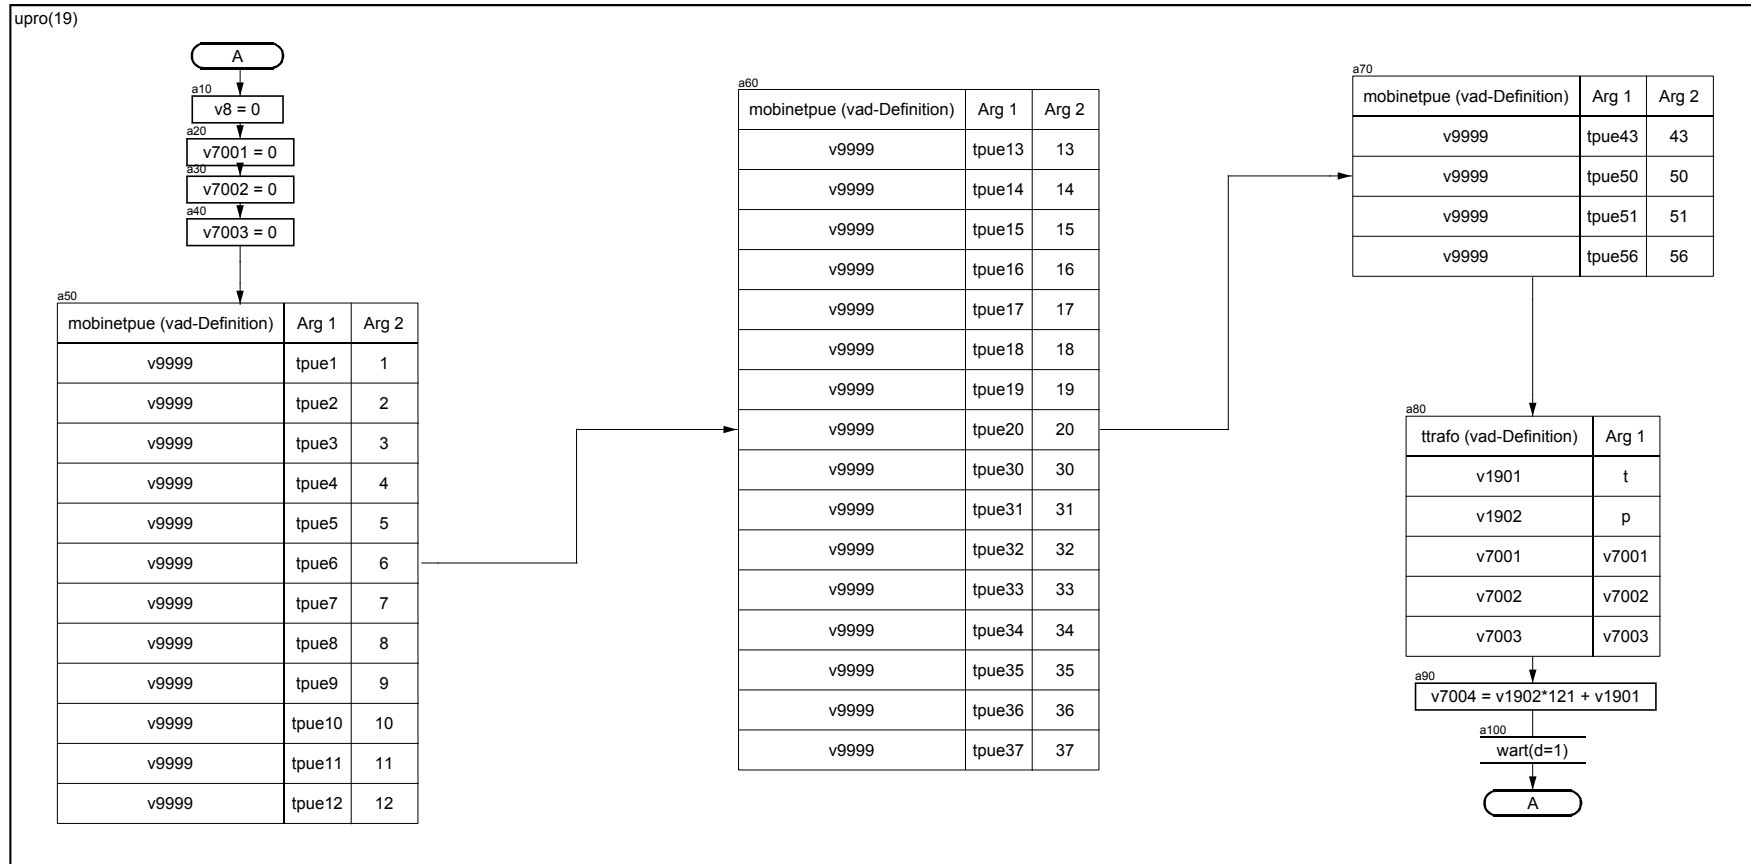 upro(19)
A
a10
v8 = 0
a20
v7001 = 0
a30
v7002 = 0
a40
v7003 = 0
a50
mobinetpue (vad-Definition) Arg 1 Arg 2
v9999 tpue1 1
v9999 tpue2 2
v9999 tpue3 3
v9999 tpue4 4
v9999 tpue5 5
v9999 tpue6 6
v9999 tpue7 7
v9999 tpue8 8
v9999 tpue9 9
v9999 tpue10 10
v9999 tpue11 11
v9999 tpue12 12
a60
mobinetpue (vad-Definition) Arg 1 Arg 2
v9999 tpue13 13
v9999 tpue14 14
v9999 tpue15 15
v9999 tpue16 16
v9999 tpue17 17
v9999 tpue18 18
v9999 tpue19 19
v9999 tpue20 20
v9999 tpue30 30
v9999 tpue31 31
v9999 tpue32 32
v9999 tpue33 33
v9999 tpue34 34
v9999 tpue35 35
v9999 tpue36 36
v9999 tpue37 37
a70
mobinetpue (vad-Definition) Arg 1 Arg 2
v9999 tpue43 43
v9999 tpue50 50
v9999 tpue51 51
v9999 tpue56 56
a80
ttrafo (vad-Definition) Arg 1
v1901 t
v1902 p
v7001 v7001
v7002 v7002
v7003 v7003
a90
v7004 = v1902*121 + v1901
a100
wart(d=1)
A